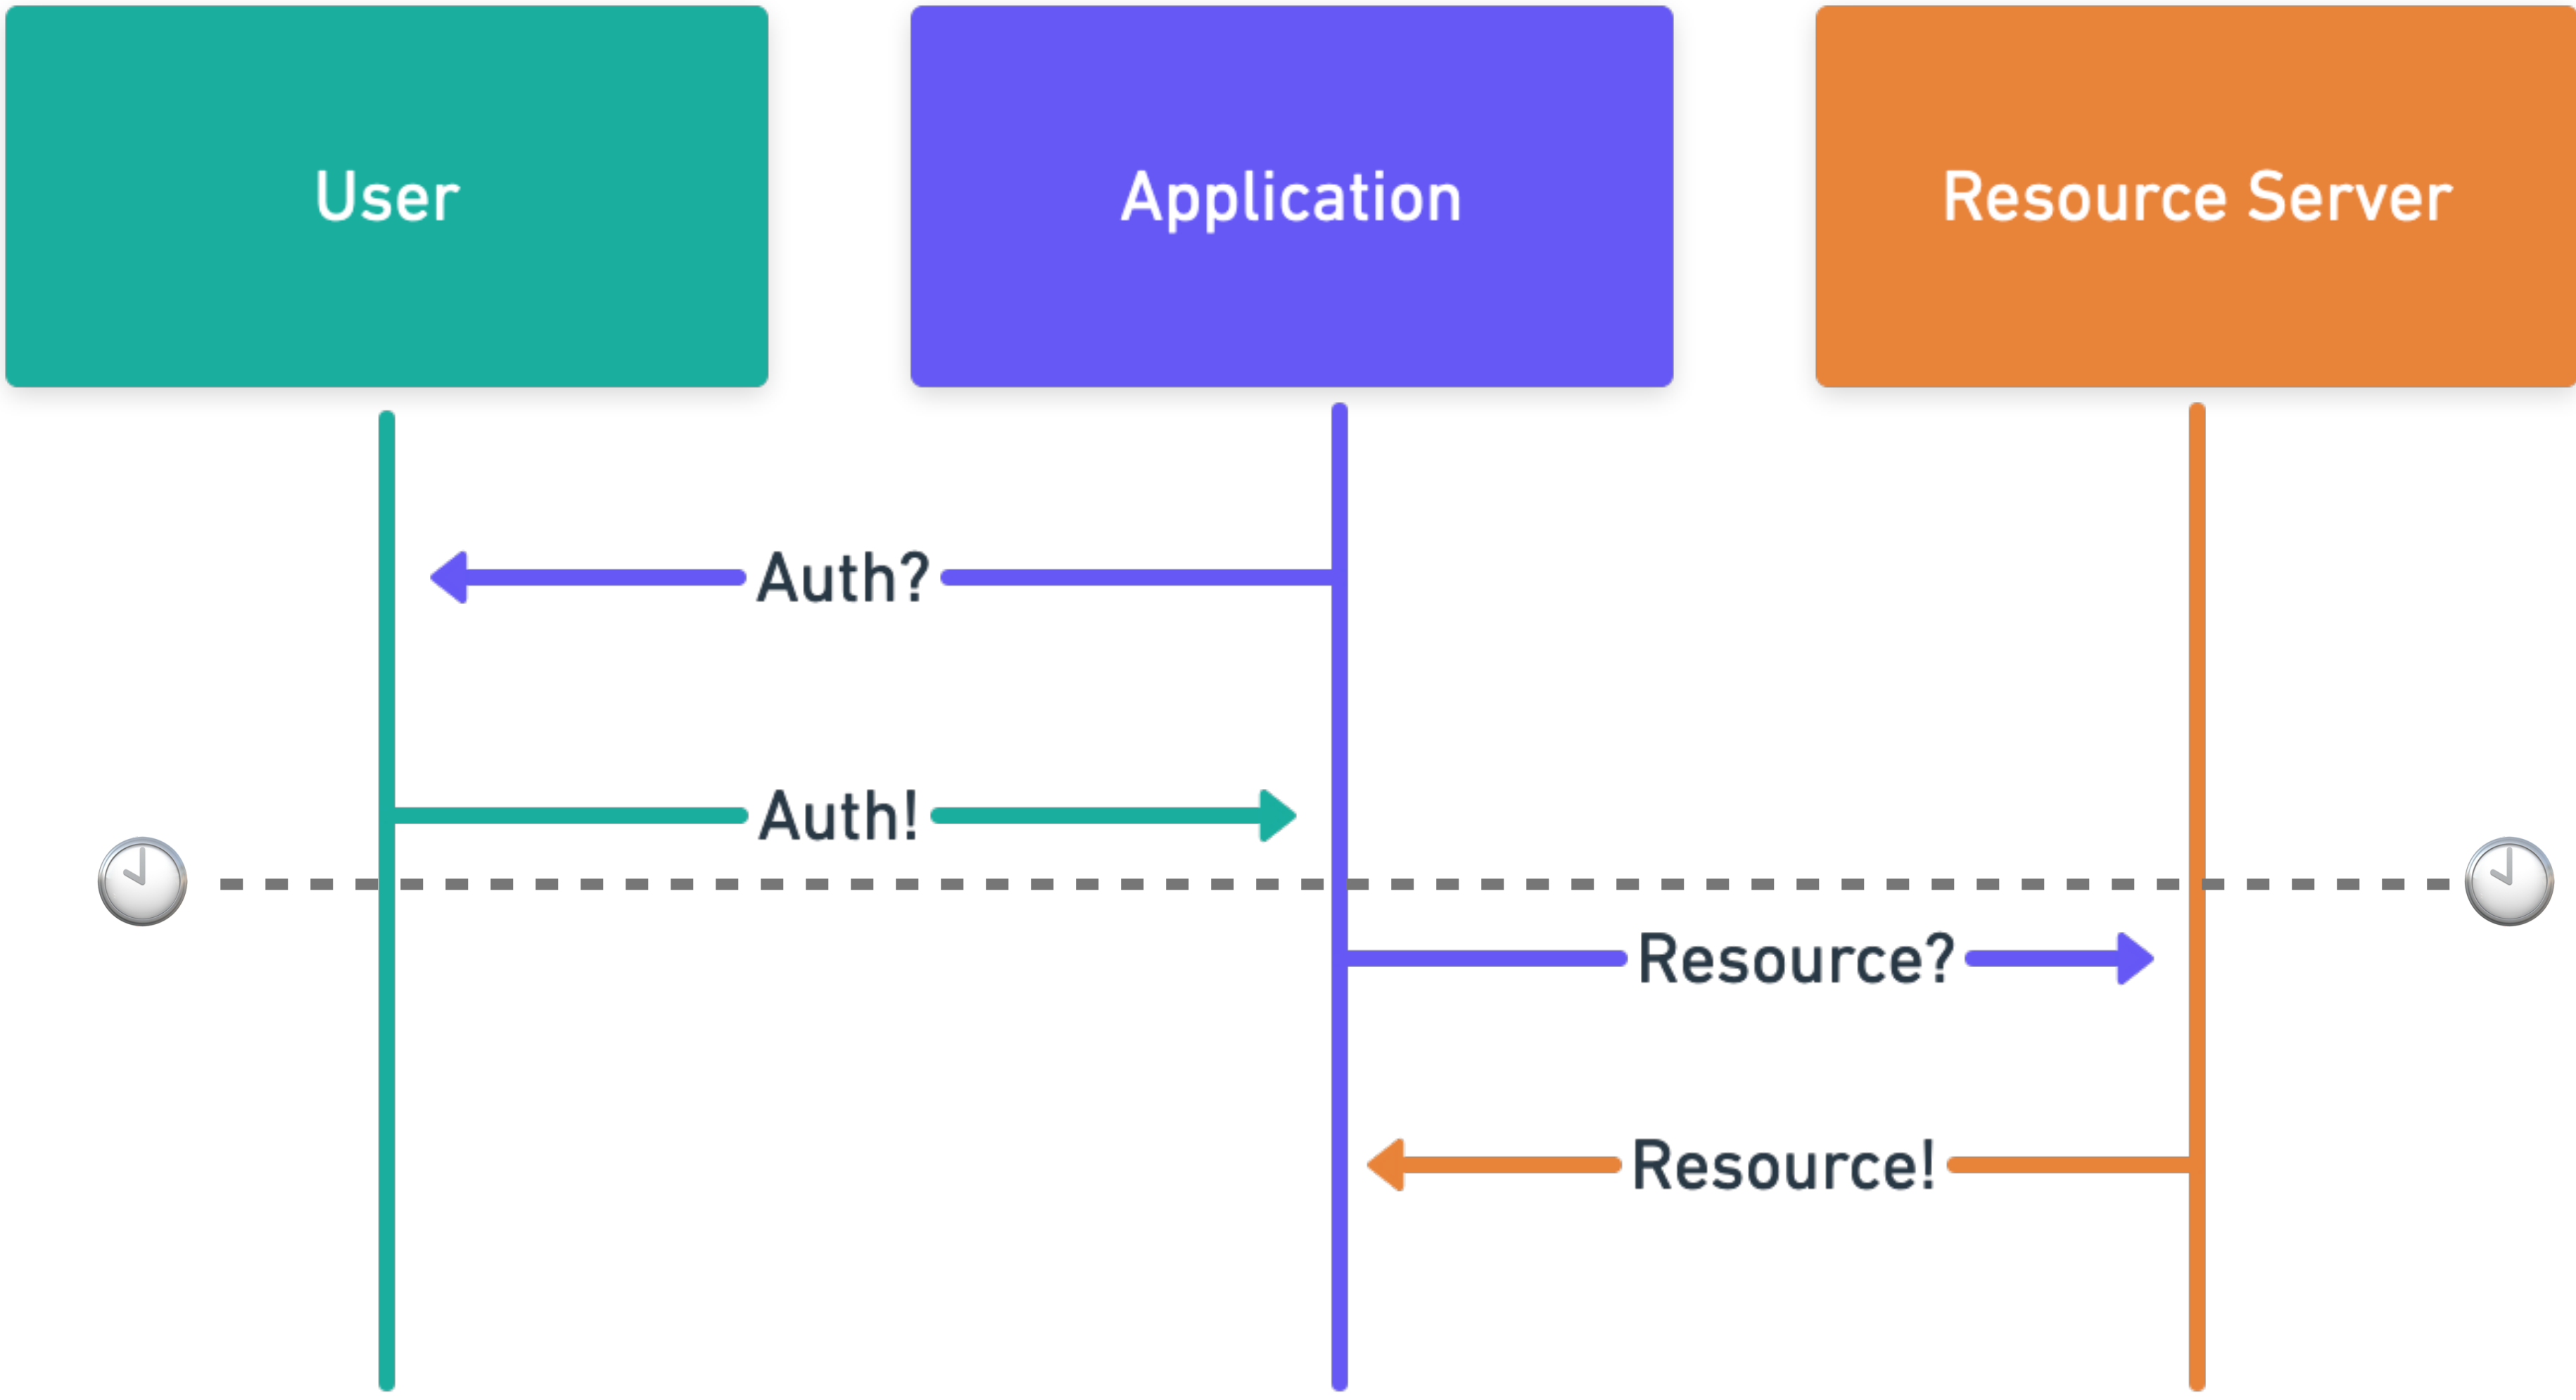 User
Application
Resource Server
Auth?
Auth!
Resource?
Resource!